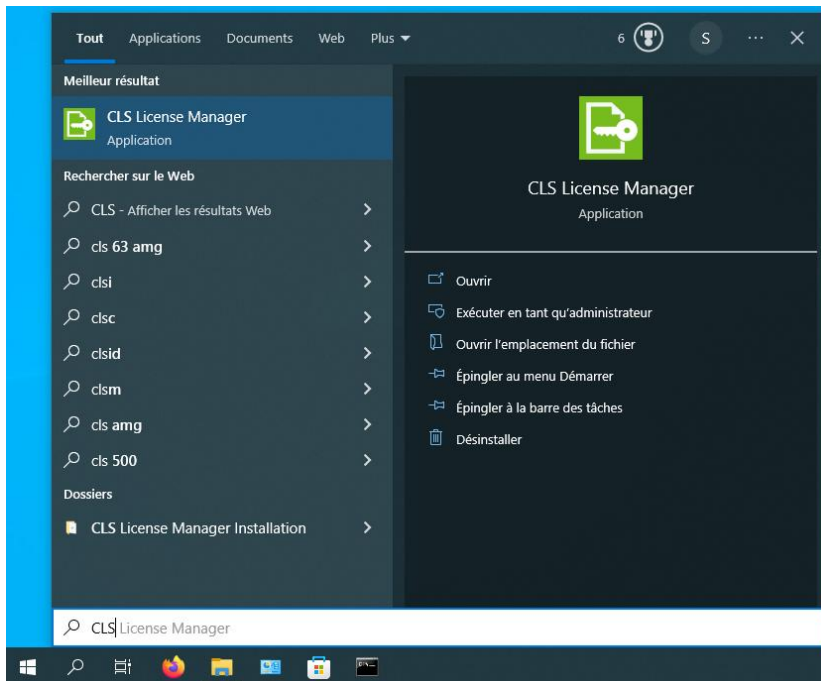 Tout Applications Documents Web Plus 6 S ...
Meilleur résultat
CLS License Manager
Application
Rechercher sur le Web
CLS - Afficher les résultats Web
cls 63 amg
clsi
clsc
clsid
clsm
cls amg
cls 500
Dossiers
CLS License Manager Installation
CLS License Manager
Application
Ouvrir
Exécuter en tant qu'administrateur
Ouvrir l'emplacement du fichier
Épingler au menu Démarrer
Épingler à la barre des tâches
Désinstaller
CLS License Manager